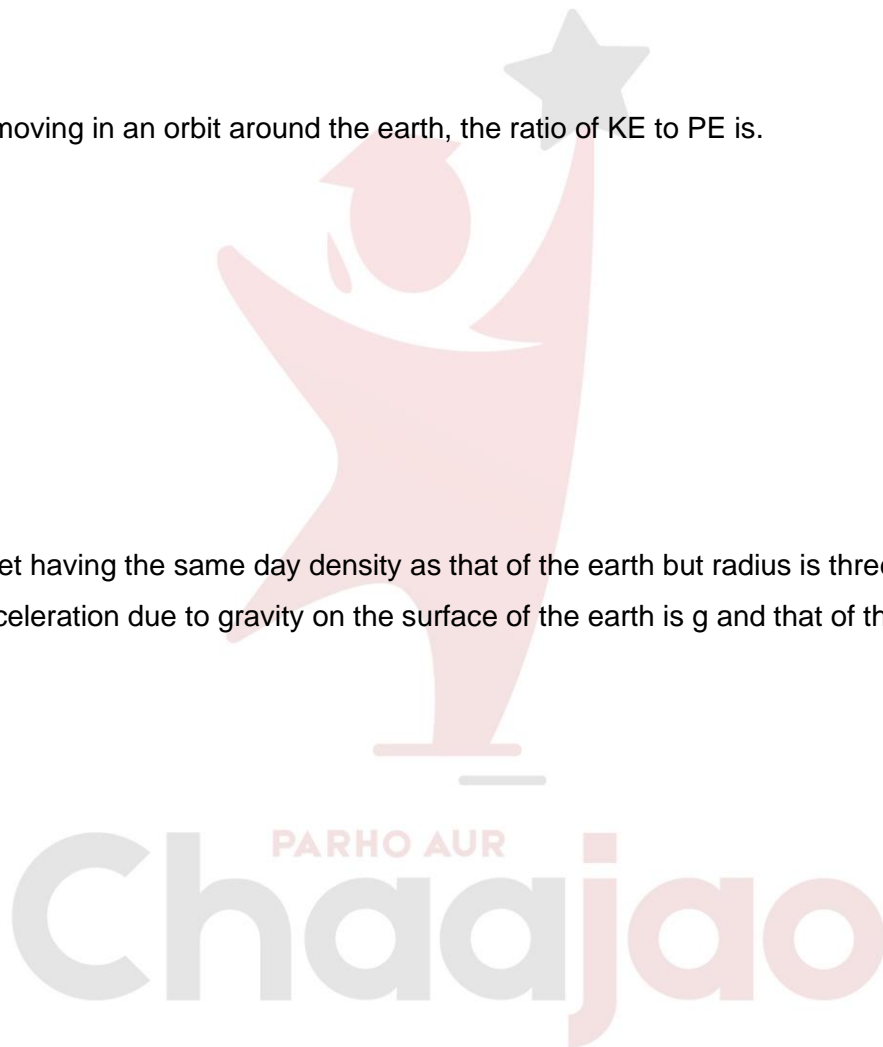 moving in an orbit around the earth, the ratio of KE to PE is.
et having the same day density as that of the earth but radius is three
celeration due to gravity on the surface of the earth is g and that of th
PARHO AUR
Chaajao